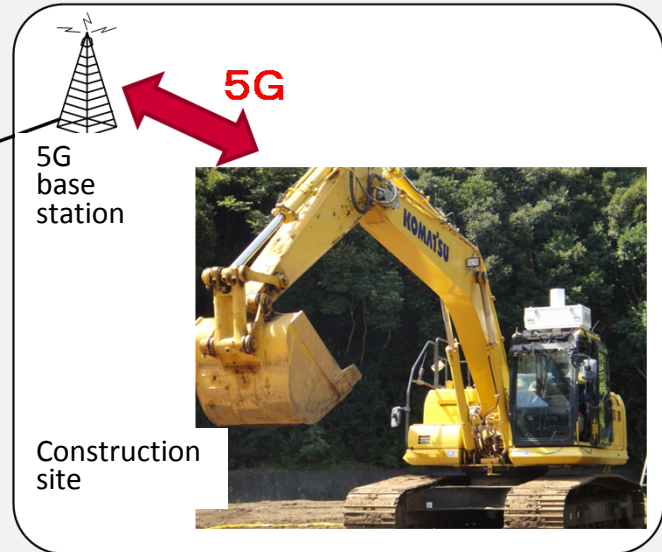 5G
5G
base
station
KOMATSU
Construction
site